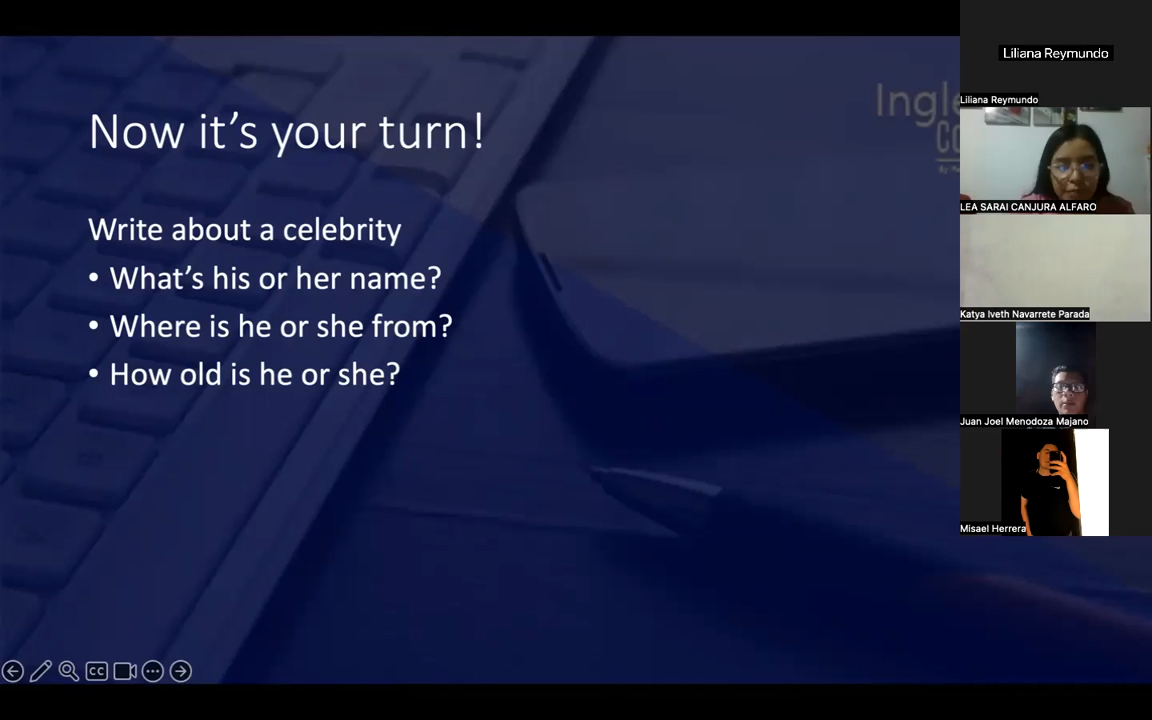 Now it's your turn!
Write about a celebrity
• What's his or her name?
• Where is he or she from?
• How old is he or she?
Liliana Reymundo
Liliana Reymundo
LEA SARAI CANJURA ALFARO
Katya Iveth Navarrete Parada
Juan Joel Menodoza Majano
Misael Herrera
CC